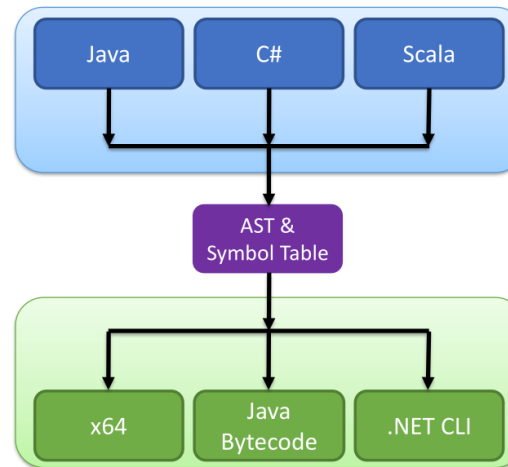 Java
C#
Scala
AST &
Symbol Table
x64
Java
Bytecode
.NET CLI